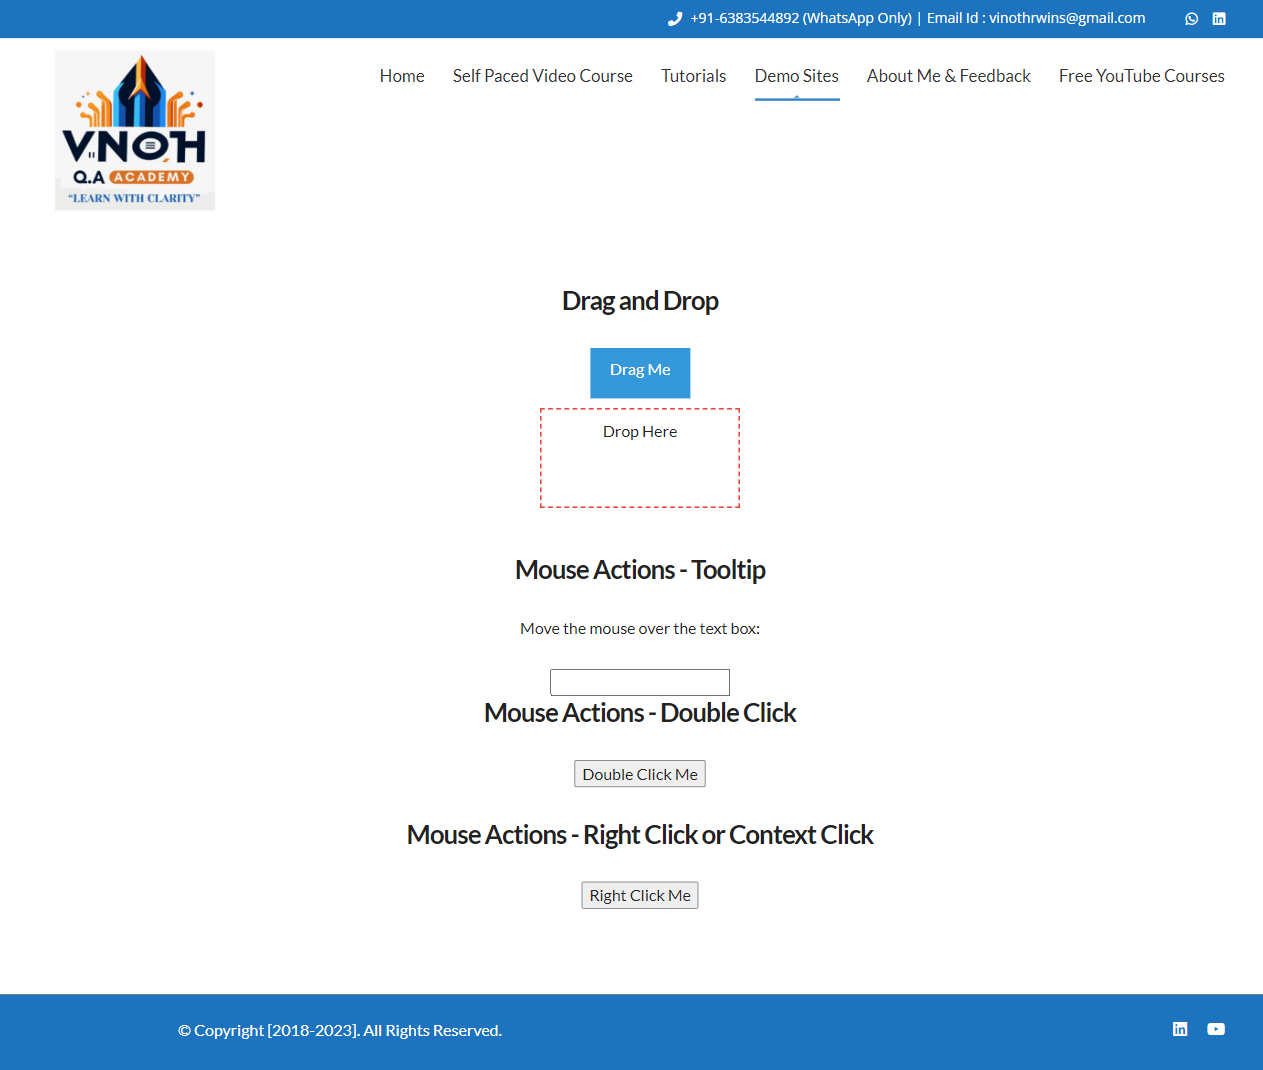 +91-6383544892 (WhatsApp Only) | Email Id : vinothrwins@gmail.com
Home Self Paced Video Course Tutorials Demo Sites About Me & Feedback Free YouTube Courses
VNOH
Q.A ACADEMY
"LEARN WITH CLARITY"
Drag and Drop
Drag Me
Drop Here
Mouse Actions - Tooltip
Move the mouse over the text box:
Mouse Actions - Double Click
Double Click Me
Mouse Actions - Right Click or Context Click
Right Click Me
© Copyright [2018-2023]. All Rights Reserved.